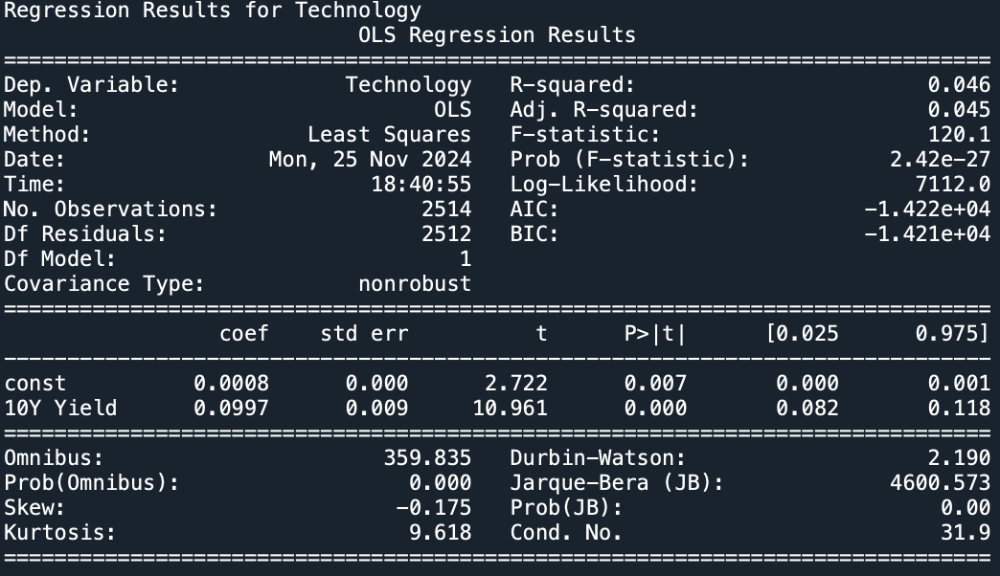 Regression Results for Technology
                            OLS Regression Results
==============================================================================
Dep. Variable:             Technology   R-squared:                       0.046
Model:                            OLS   Adj. R-squared:                  0.045
Method:                 Least Squares   F-statistic:                     120.1
Date:                Mon, 25 Nov 2024   Prob (F-statistic):           2.42e-27
Time:                        18:40:55   Log-Likelihood:                 7112.0
No. Observations:                2514   AIC:                        -1.422e+04
Df Residuals:                    2512   BIC:                        -1.421e+04
Df Model:                           1
Covariance Type:            nonrobust
==============================================================================
                 coef    std err          t      P>|t|      [0.025      0.975]
------------------------------------------------------------------------------
const          0.0008      0.000      2.722      0.007       0.000       0.001
10Y Yield      0.0997      0.009     10.961      0.000       0.082       0.118
==============================================================================
Omnibus:                      359.835   Durbin-Watson:                   2.190
Prob(Omnibus):                  0.000   Jarque-Bera (JB):             4600.573
Skew:                          -0.175   Prob(JB):                         0.00
Kurtosis:                       9.618   Cond. No.                         31.9
==============================================================================